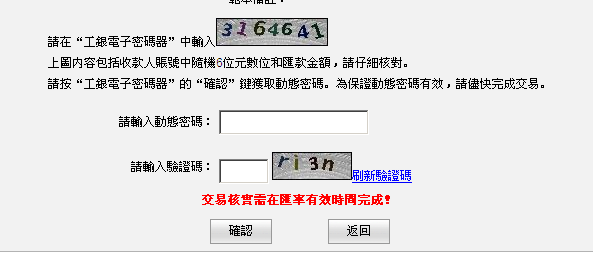 範本備註：
請在“工銀電子密碼器”中輸入 3164641
上圖内容包括收款人賬號中隨機6位元數位和匯款金額，請仔細核對。
請按“工銀電子密碼器”的“確認”鍵獲取動態密碼。為保證動態密碼有效，請儘快完成交易。
請輸入動態密碼：
請輸入驗證碼： ri3n 刷新驗證碼
交易核實需在匯率有效時間完成!
確認 返回